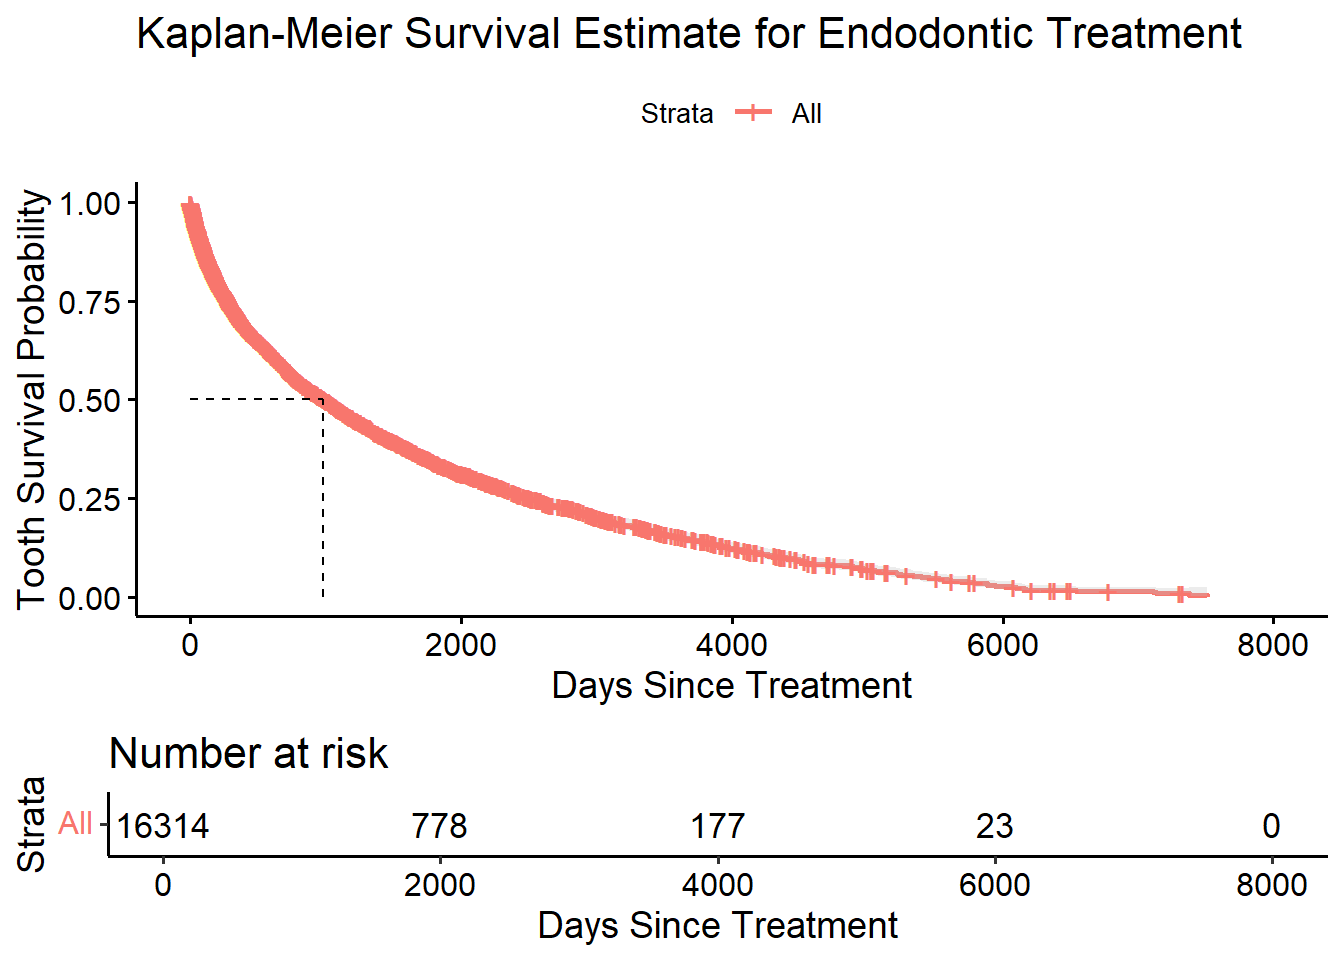 Kaplan-Meier Survival Estimate for Endodontic Treatment
Strata All
Tooth Survival Probability
1.00
0.75
0.50
0.25
0.00
0 2000 4000 6000 8000
Days Since Treatment
Number at risk
Strata
All 16314 778 177 23 0
0 2000 4000 6000 8000
Days Since Treatment